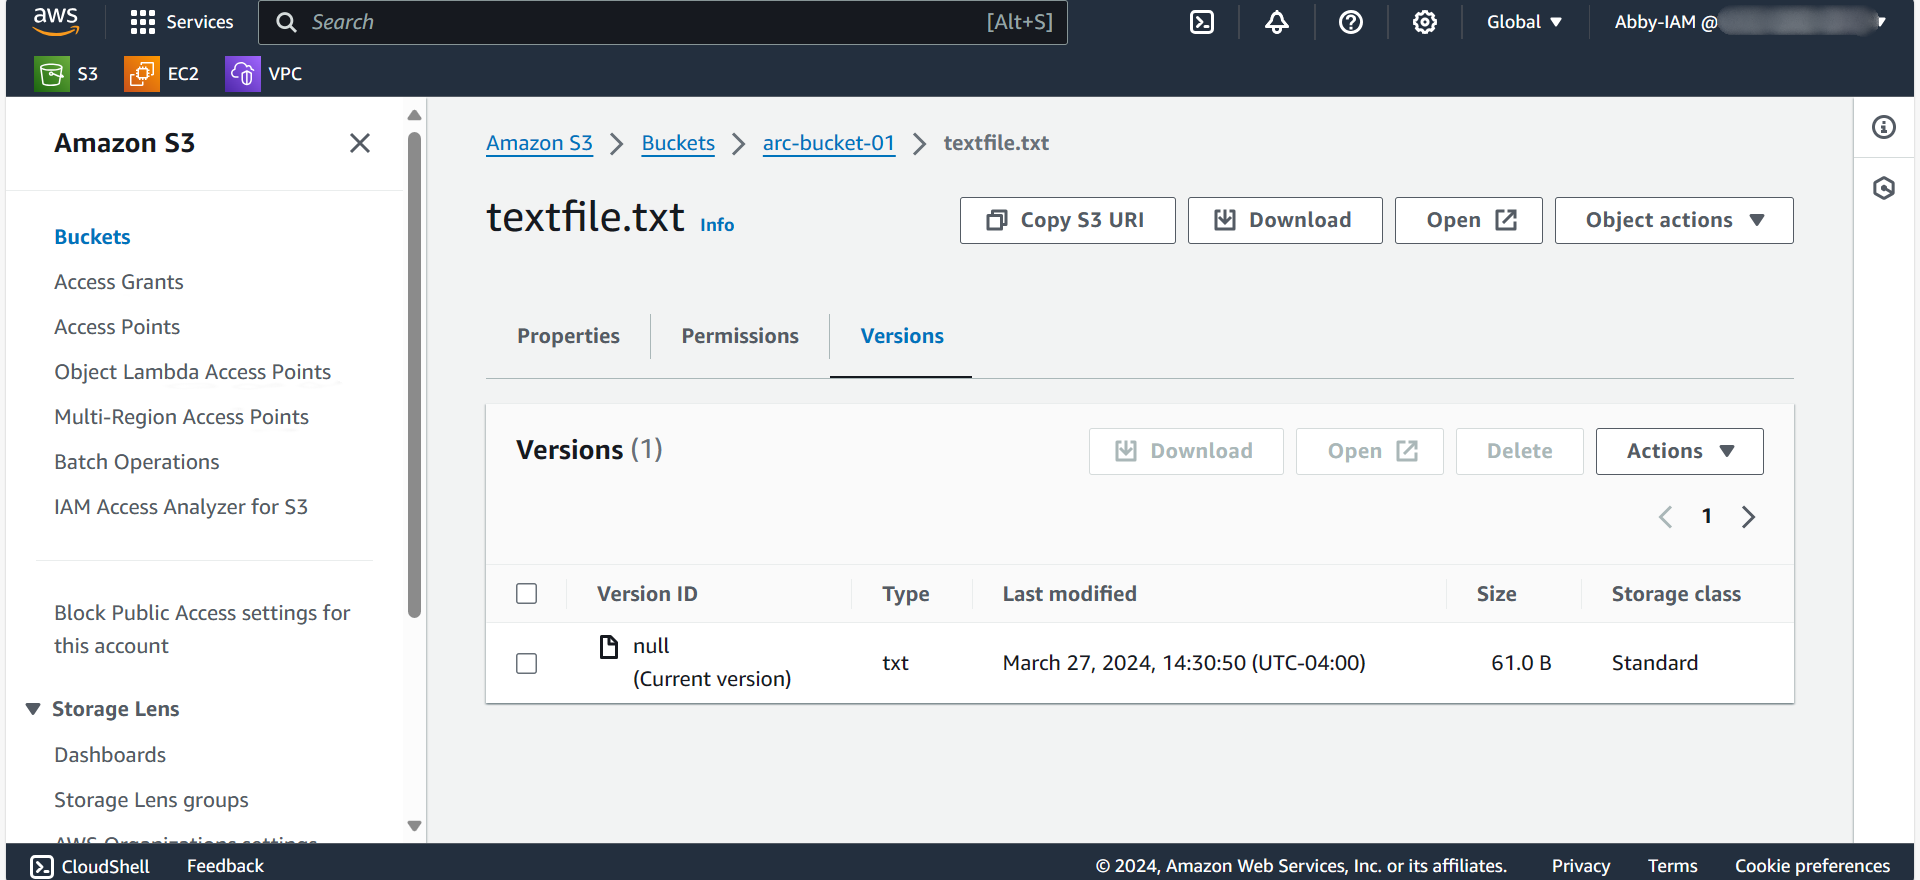 aws
Services
Search
[Alt+S]
Global
Abby-IAM @
S3
EC2
VPC
Amazon S3
Buckets
Access Grants
Access Points
Object Lambda Access Points
Multi-Region Access Points
Batch Operations
IAM Access Analyzer for S3
Block Public Access settings for
this account
Storage Lens
Dashboards
Storage Lens groups
AWS Organizations settings
Amazon S3
Buckets
arc-bucket-01
textfile.txt
textfile.txt
Info
Copy S3 URI
Download
Open
Object actions
Properties
Permissions
Versions
Versions (1)
Download
Open
Delete
Actions
1
Version ID
Type
Last modified
Size
Storage class
null
(Current version)
txt
March 27, 2024, 14:30:50 (UTC-04:00)
61.0 B
Standard
CloudShell
Feedback
© 2024, Amazon Web Services, Inc. or its affiliates.
Privacy
Terms
Cookie preferences